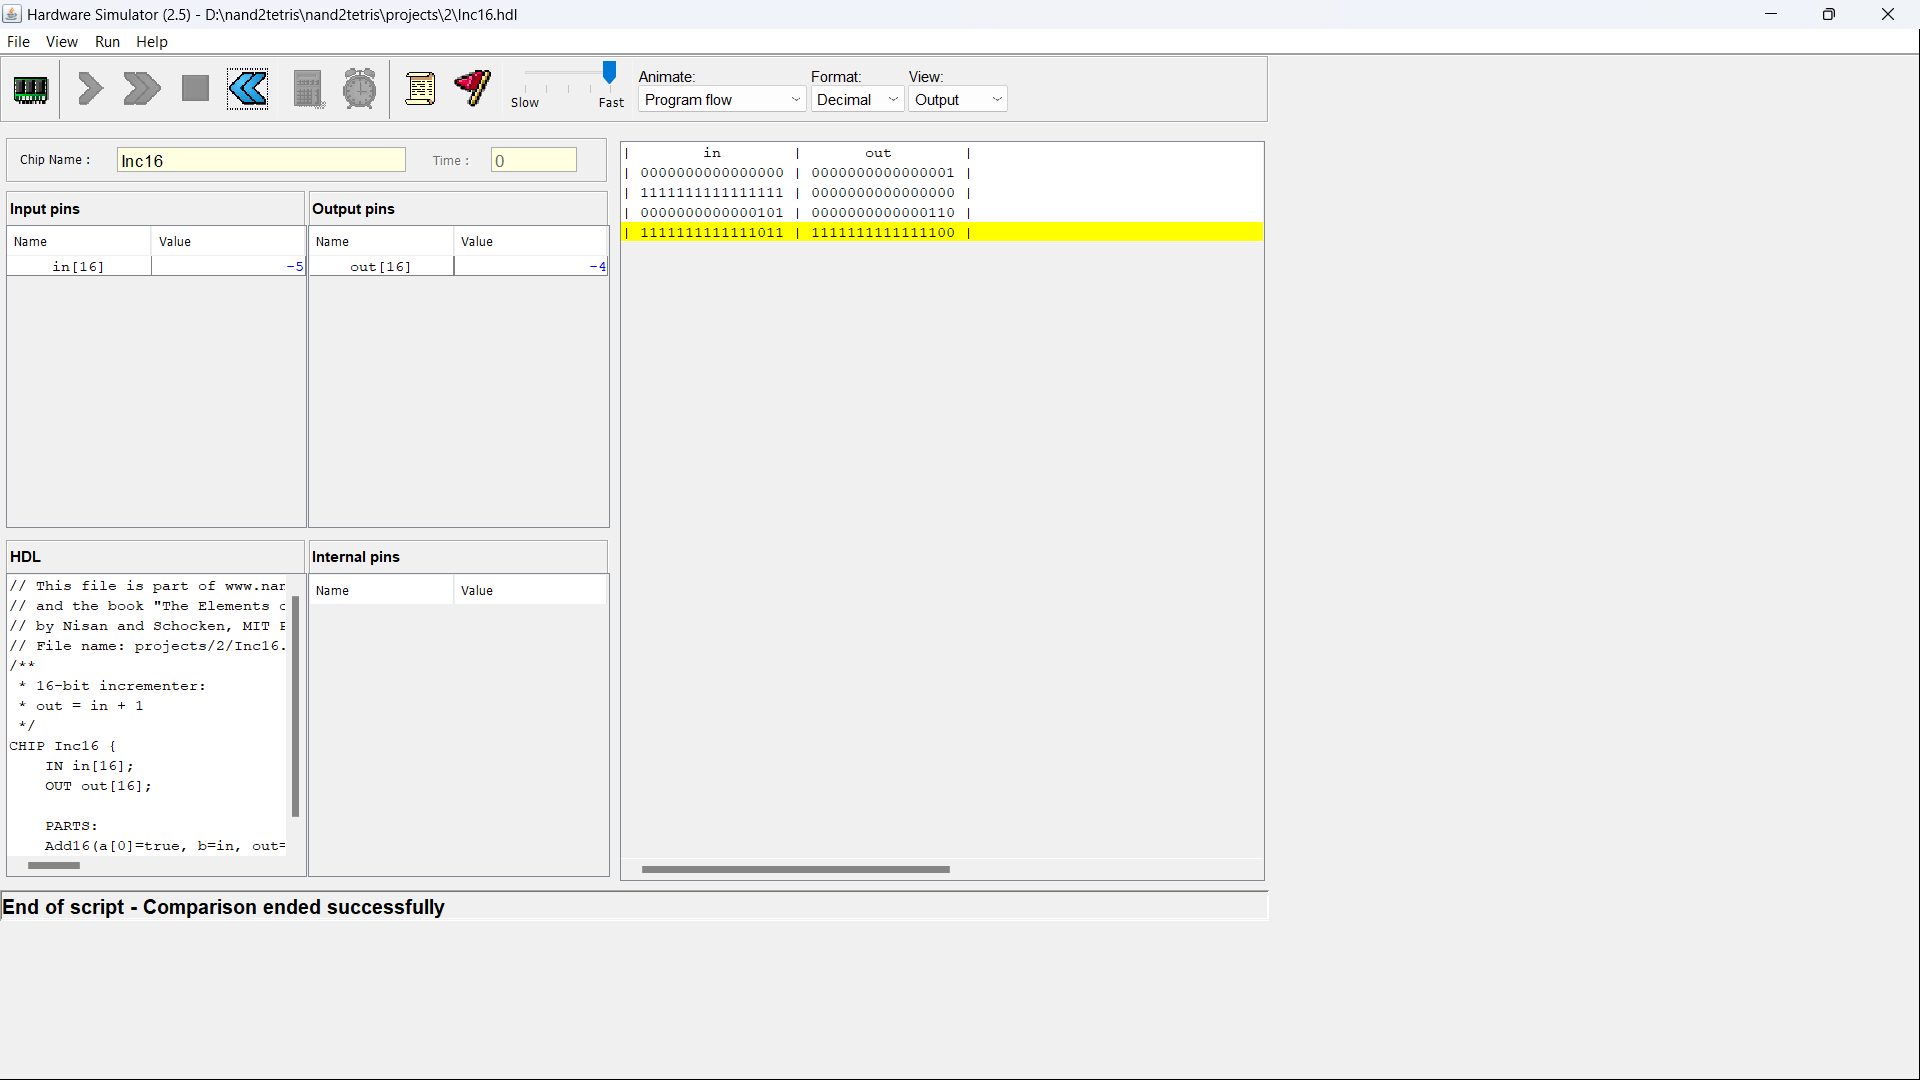 Hardware Simulator (2.5) - D:\nand2tetris\nand2tetris\projects\2\Inc16.hdl
File View Run Help
Slow Fast
Animate: Format: View:
Program flow Decimal Output
Chip Name : Inc16 Time : 0
Input pins Output pins
Name Value Name Value
in[16] -5 out[16] -4
| in | out |
| 0000000000000000 | 0000000000000001 |
| 1111111111111111 | 0000000000000000 |
| 0000000000000101 | 0000000000000110 |
| 1111111111111011 | 1111111111111100 |
HDL
// This file is part of www.nan
// and the book "The Elements
// by Nisan and Schocken, MIT
// File name: projects/2/Inc16.
/**
* 16-bit incrementer:
* out = in + 1
*/
CHIP Inc16 {
IN in[16];
OUT out[16];
PARTS:
Add16(a[0]=true, b=in, out=
Internal pins
Name Value
End of script - Comparison ended successfully